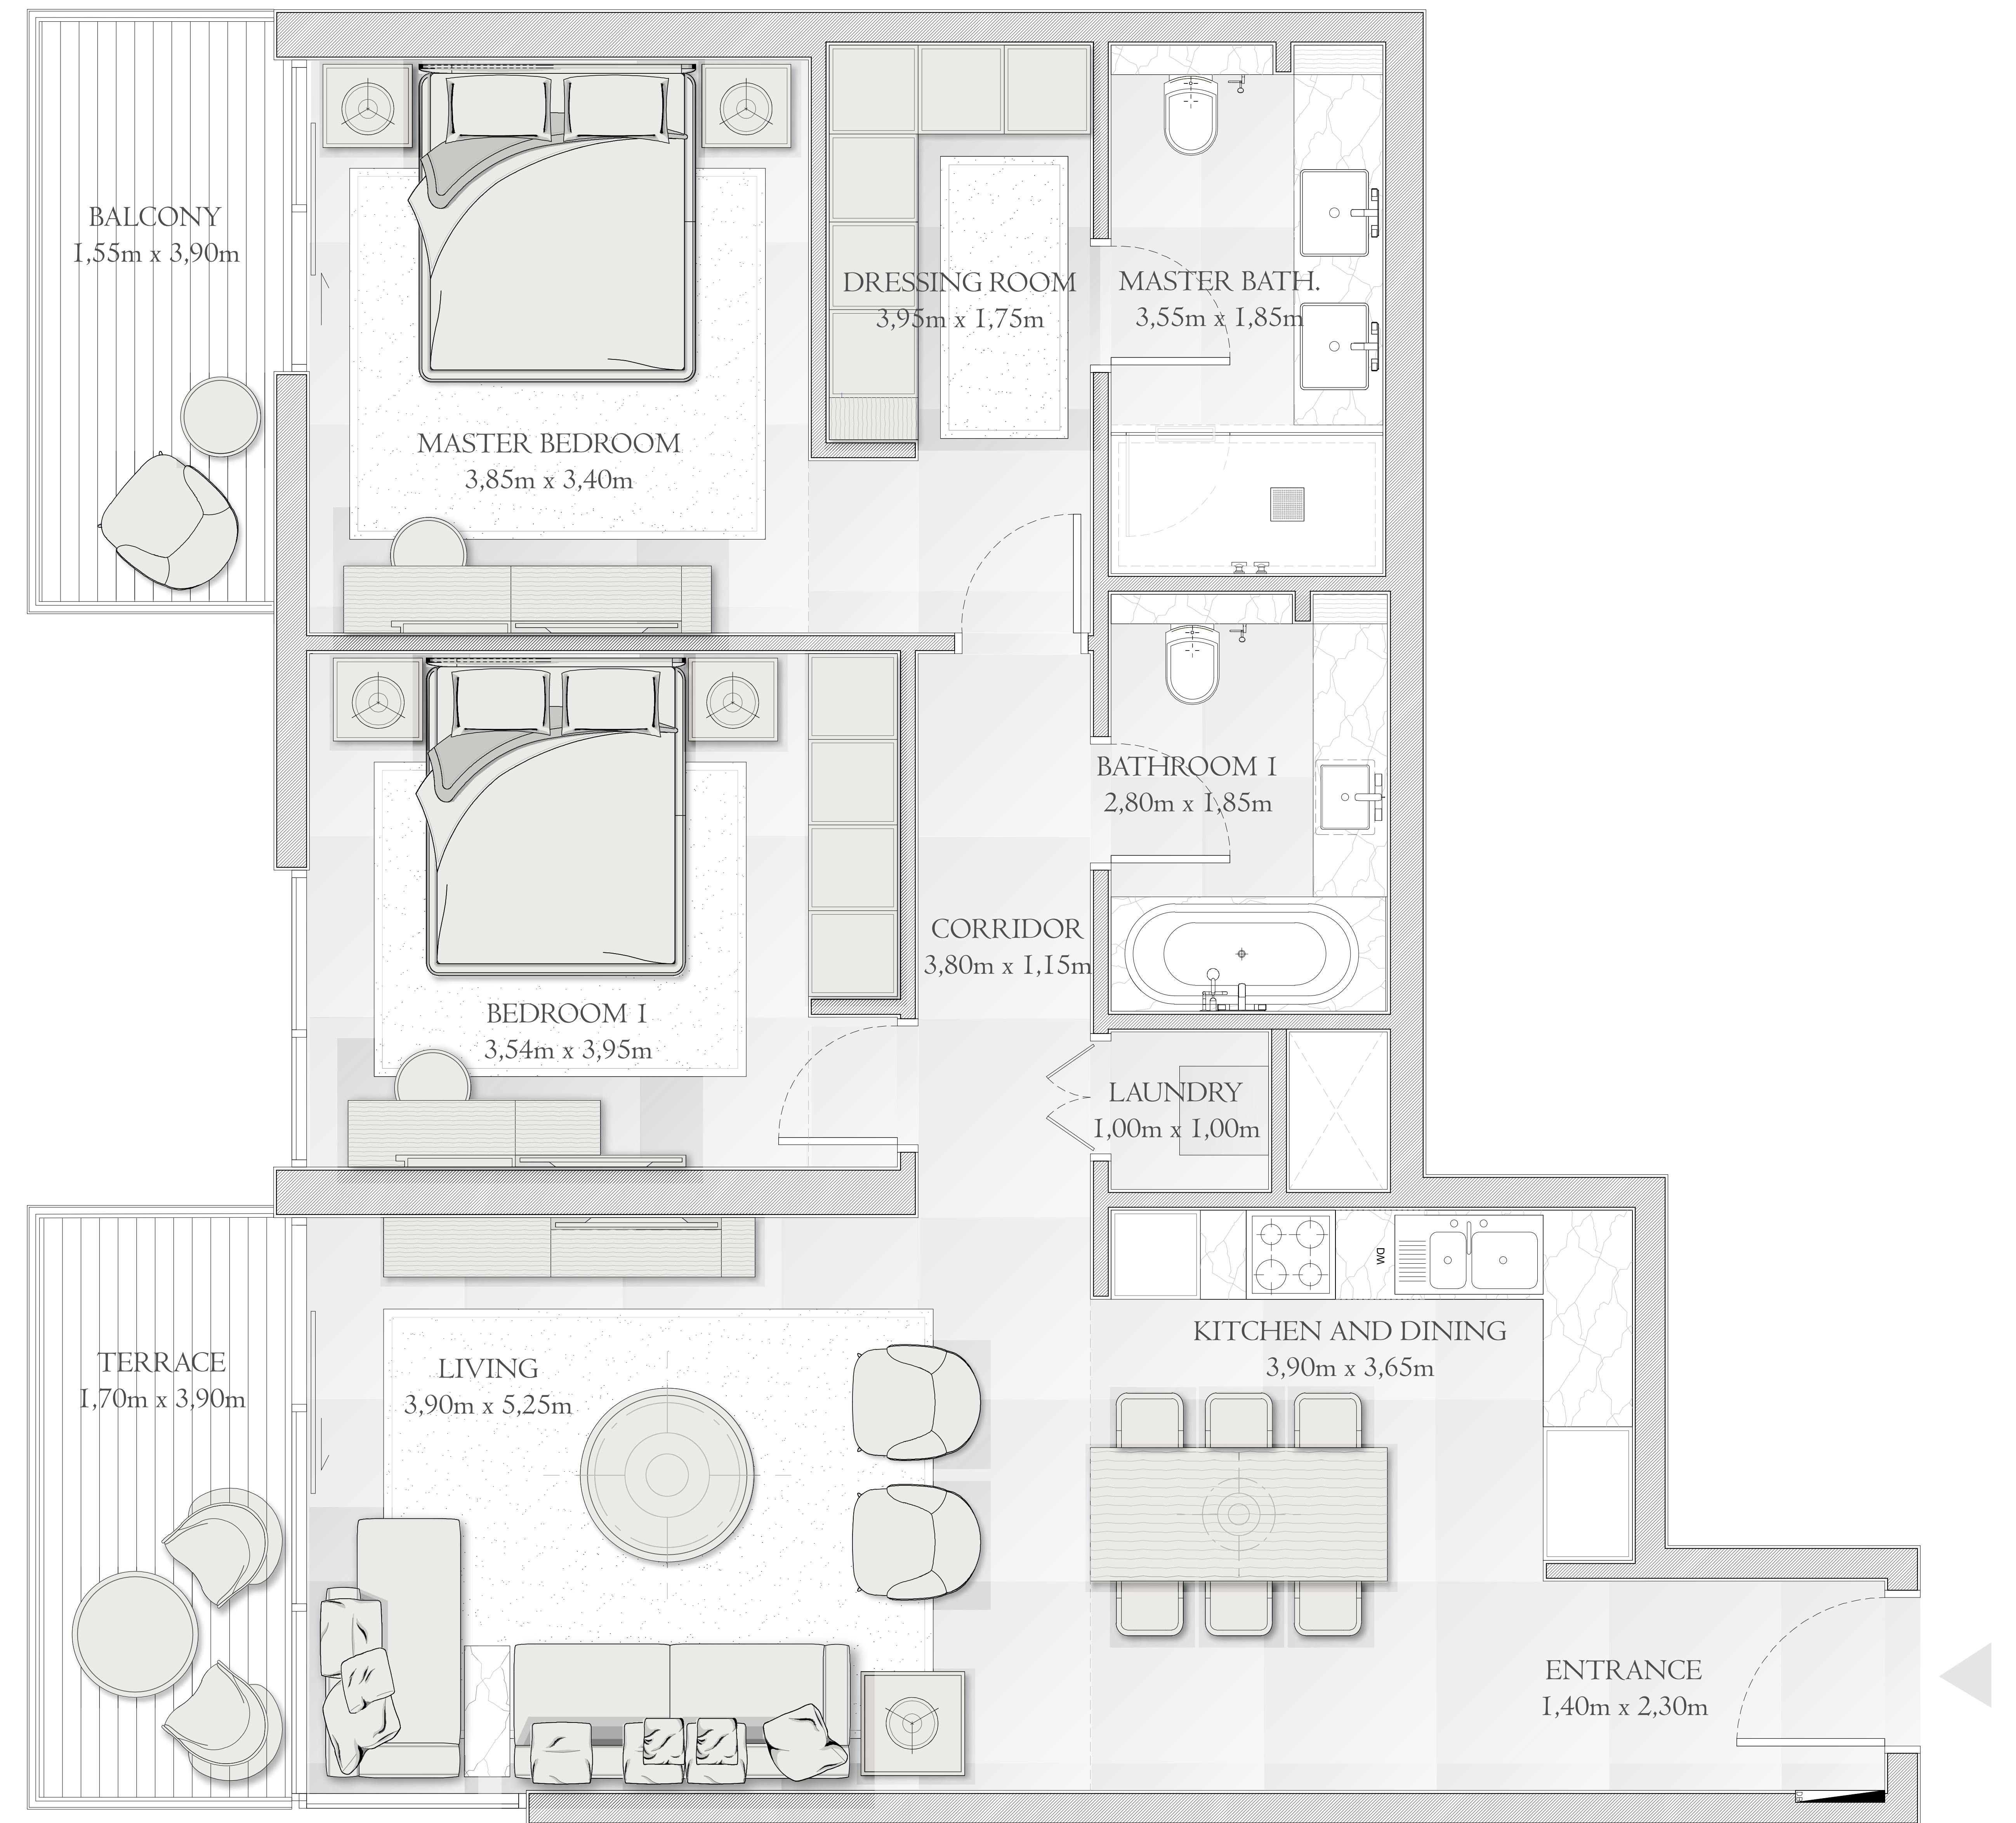 BALCONY
1,55m x 3,90m
DRESSING ROOM
3,95m x 1,75m
MASTER BATH.
3,55m x 1,85m
MASTER BEDROOM
3,85m x 3,40m
BATHROOM 1
2,80m x 1,85m
CORRIDOR
3,80m x 1,15m
BEDROOM 1
3,54m x 3,95m
LAUNDRY
1,00m x 1,00m
DW
KITCHEN AND DINING
3,90m x 3,65m
TERRACE
1,70m x 3,90m
LIVING
3,90m x 5,25m
ENTRANCE
1,40m x 2,30m